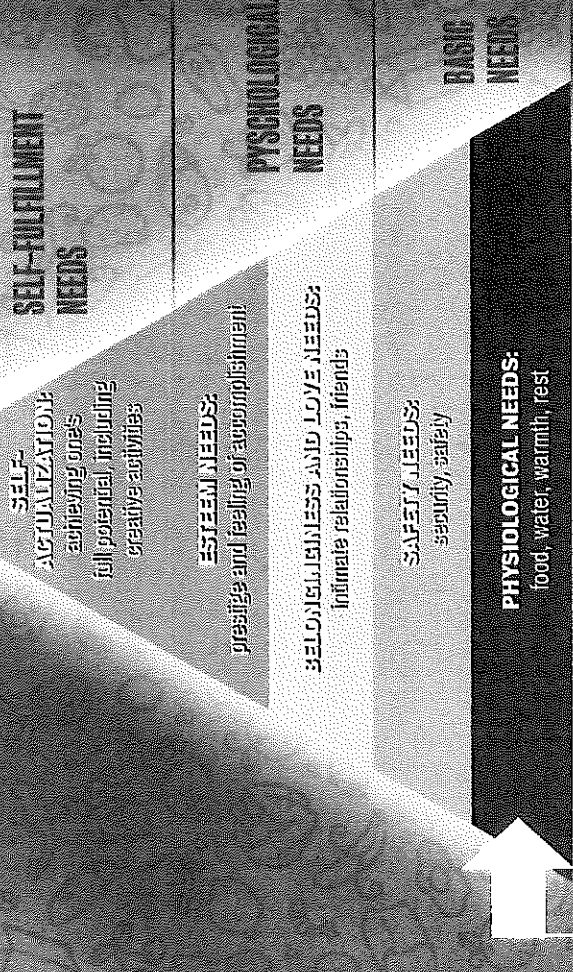 SELF-FULFILLMENT
NEEDS
SELF-
ACTUALIZATION:
achieving one's
full potential, including
creative activities
PYSCHOLOGICAL
NEEDS
ESTEEM NEEDS:
prestige and feeling of accomplishment
BELONGINGNESS AND LOVE NEEDS:
intimate relationships, friends
BASIC
NEEDS
SAFETY NEEDS:
security, safety
PHYSIOLOGICAL NEEDS:
food, water, warmth, rest